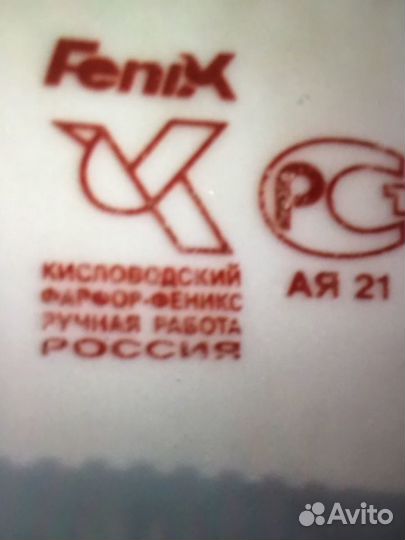 FeniX
КИСЛОВОДСКИЙ
ФАРФОР-ФЕНИКС
РУЧНАЯ РАБОТА
РОССИЯ
РС
АЯ 21
Avito